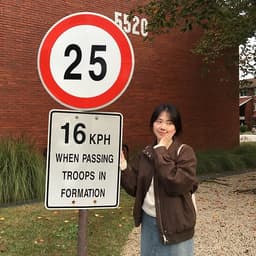 5520
25
16 KPH
WHEN PASSING
TROOPS IN
FORMATION